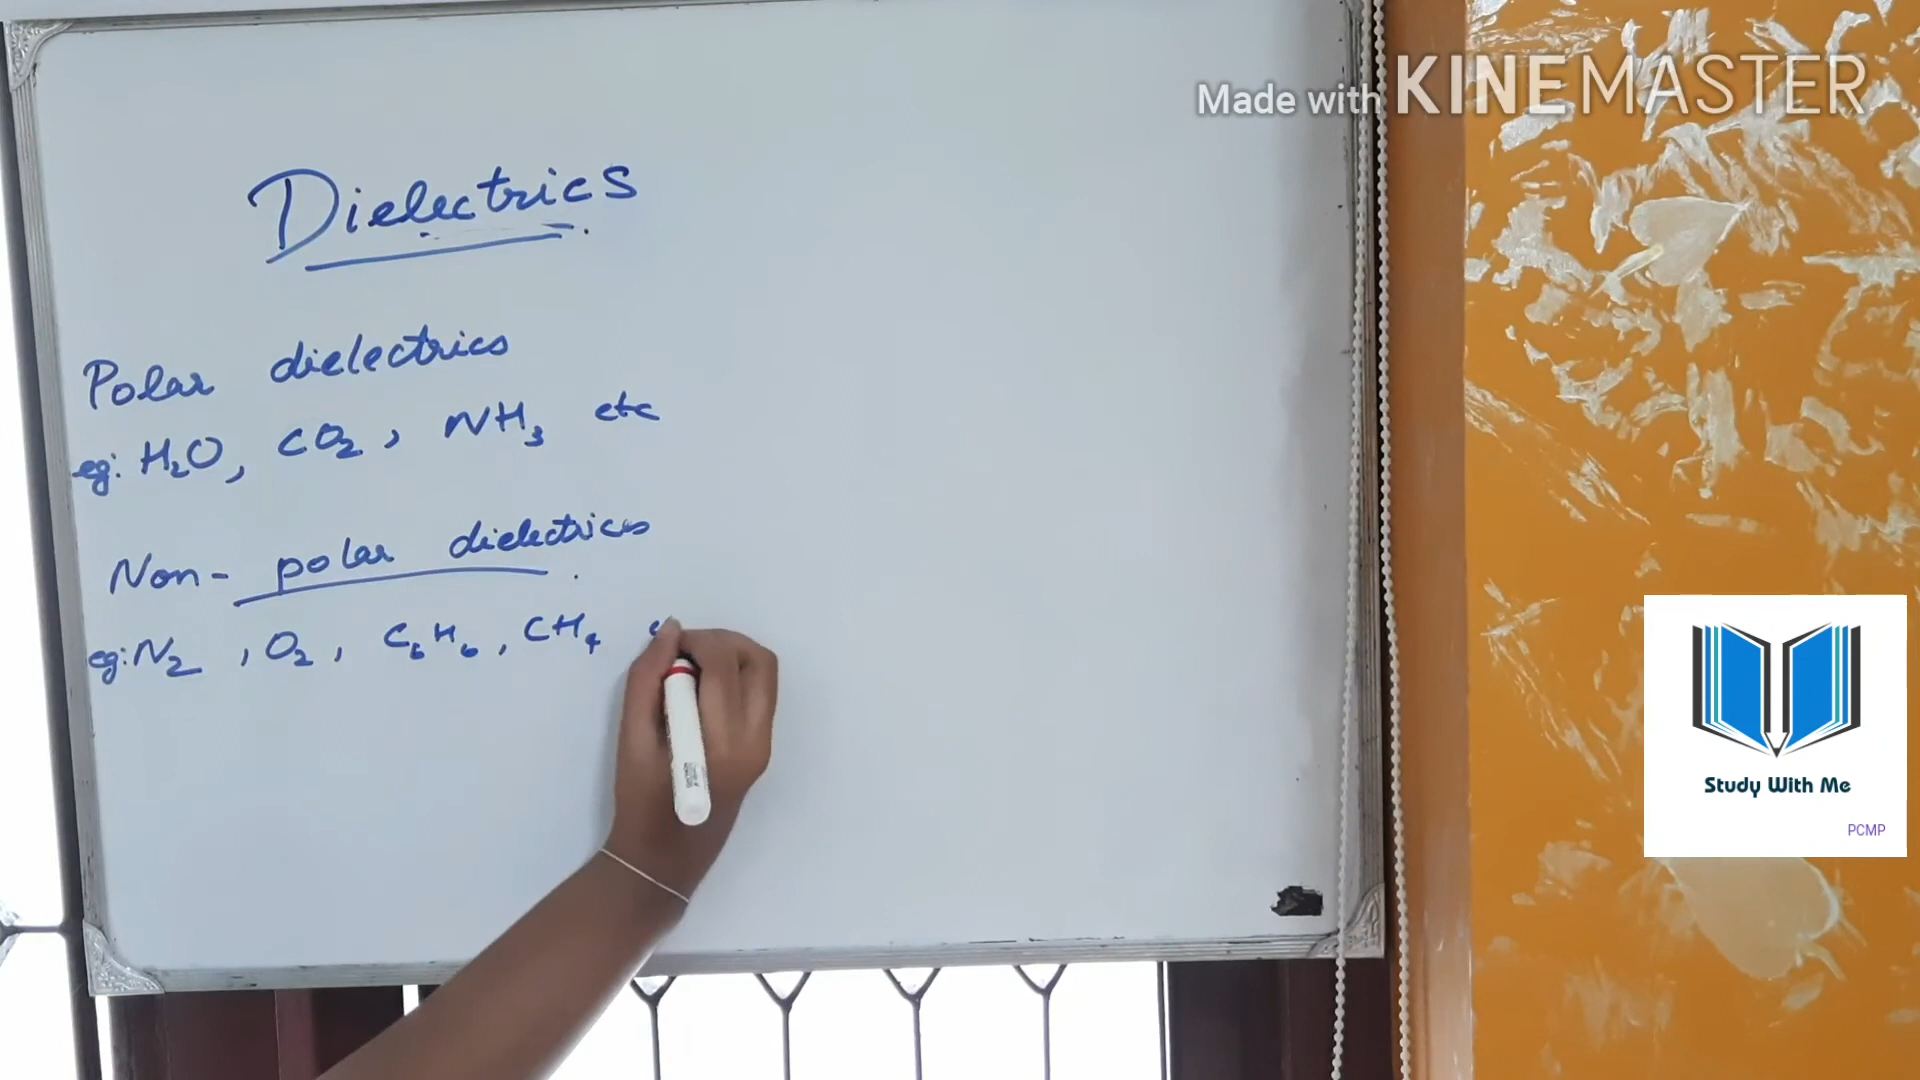 Made with KINEMASTER
Dielectrics
Polar dielectrics
eg: H₂O, CO₂, NH₃ etc
Non-polar dielectrics
eg: N₂, O₂, C₆H₆, CH₄
Study With Me
PCMP